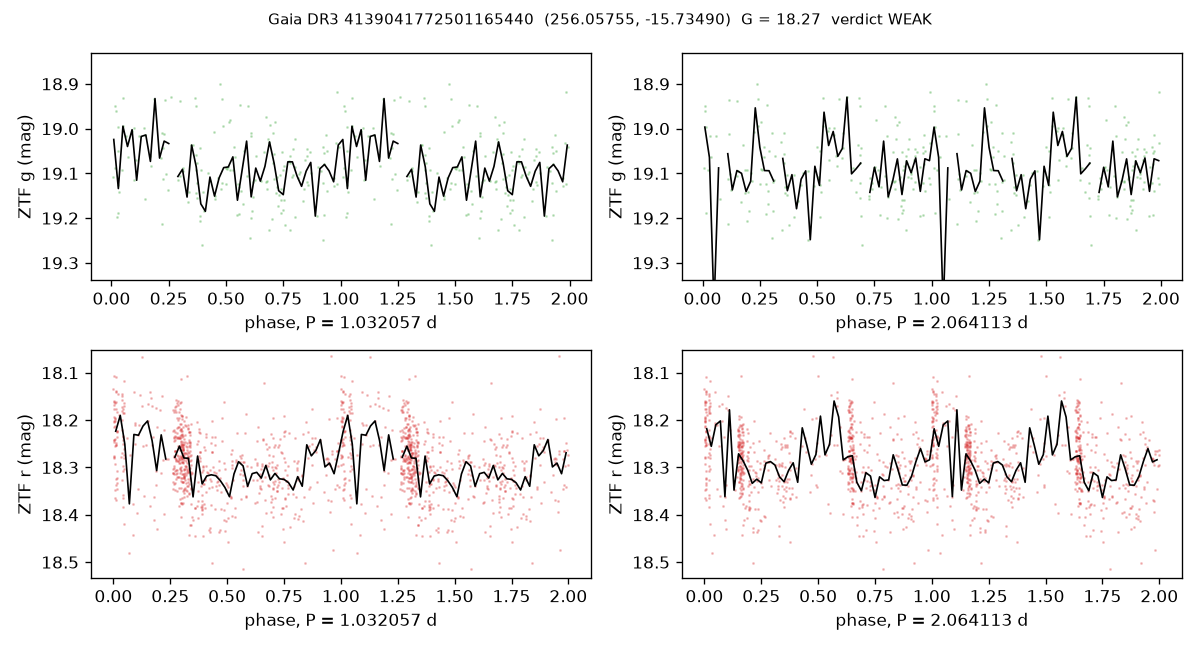 Gaia DR3 4139041772501165440  (256.05755, -15.73490)  G = 18.27  verdict WEAK
ZTF g (mag)
18.9
19.0
19.1
19.2
19.3
0.00 0.25 0.50 0.75 1.00 1.25 1.50 1.75 2.00
phase, P = 1.032057 d
ZTF g (mag)
18.9
19.0
19.1
19.2
19.3
0.00 0.25 0.50 0.75 1.00 1.25 1.50 1.75 2.00
phase, P = 2.064113 d
ZTF r (mag)
18.1
18.2
18.3
18.4
18.5
0.00 0.25 0.50 0.75 1.00 1.25 1.50 1.75 2.00
phase, P = 1.032057 d
ZTF r (mag)
18.1
18.2
18.3
18.4
18.5
0.00 0.25 0.50 0.75 1.00 1.25 1.50 1.75 2.00
phase, P = 2.064113 d